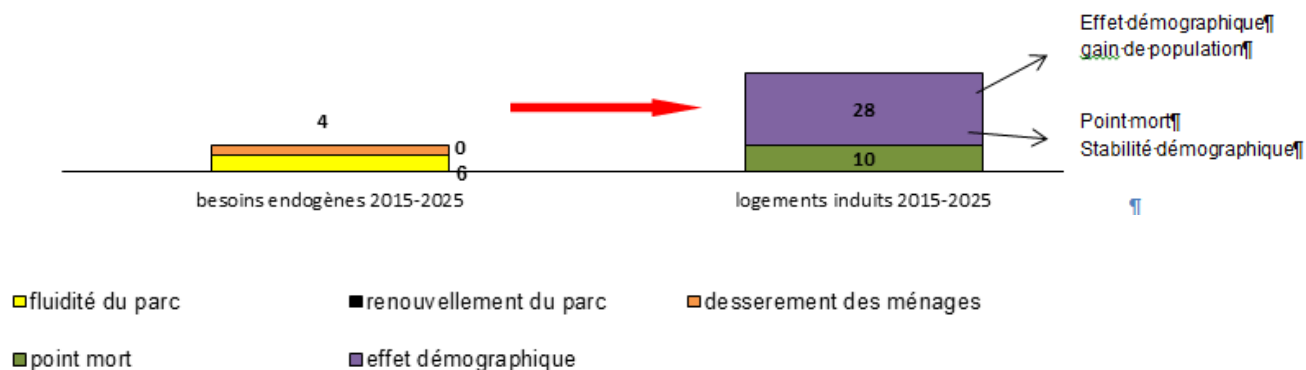 Effet·démographique¶
gain·de·population¶
4
28
0
Point·mort¶
Stabilité·démographique¶
10
6
besoins endogènes 2015-2025
logements induits 2015-2025
¶
fluidité du parc
renouvellement du parc
desserement des ménages
point mort
effet démographique